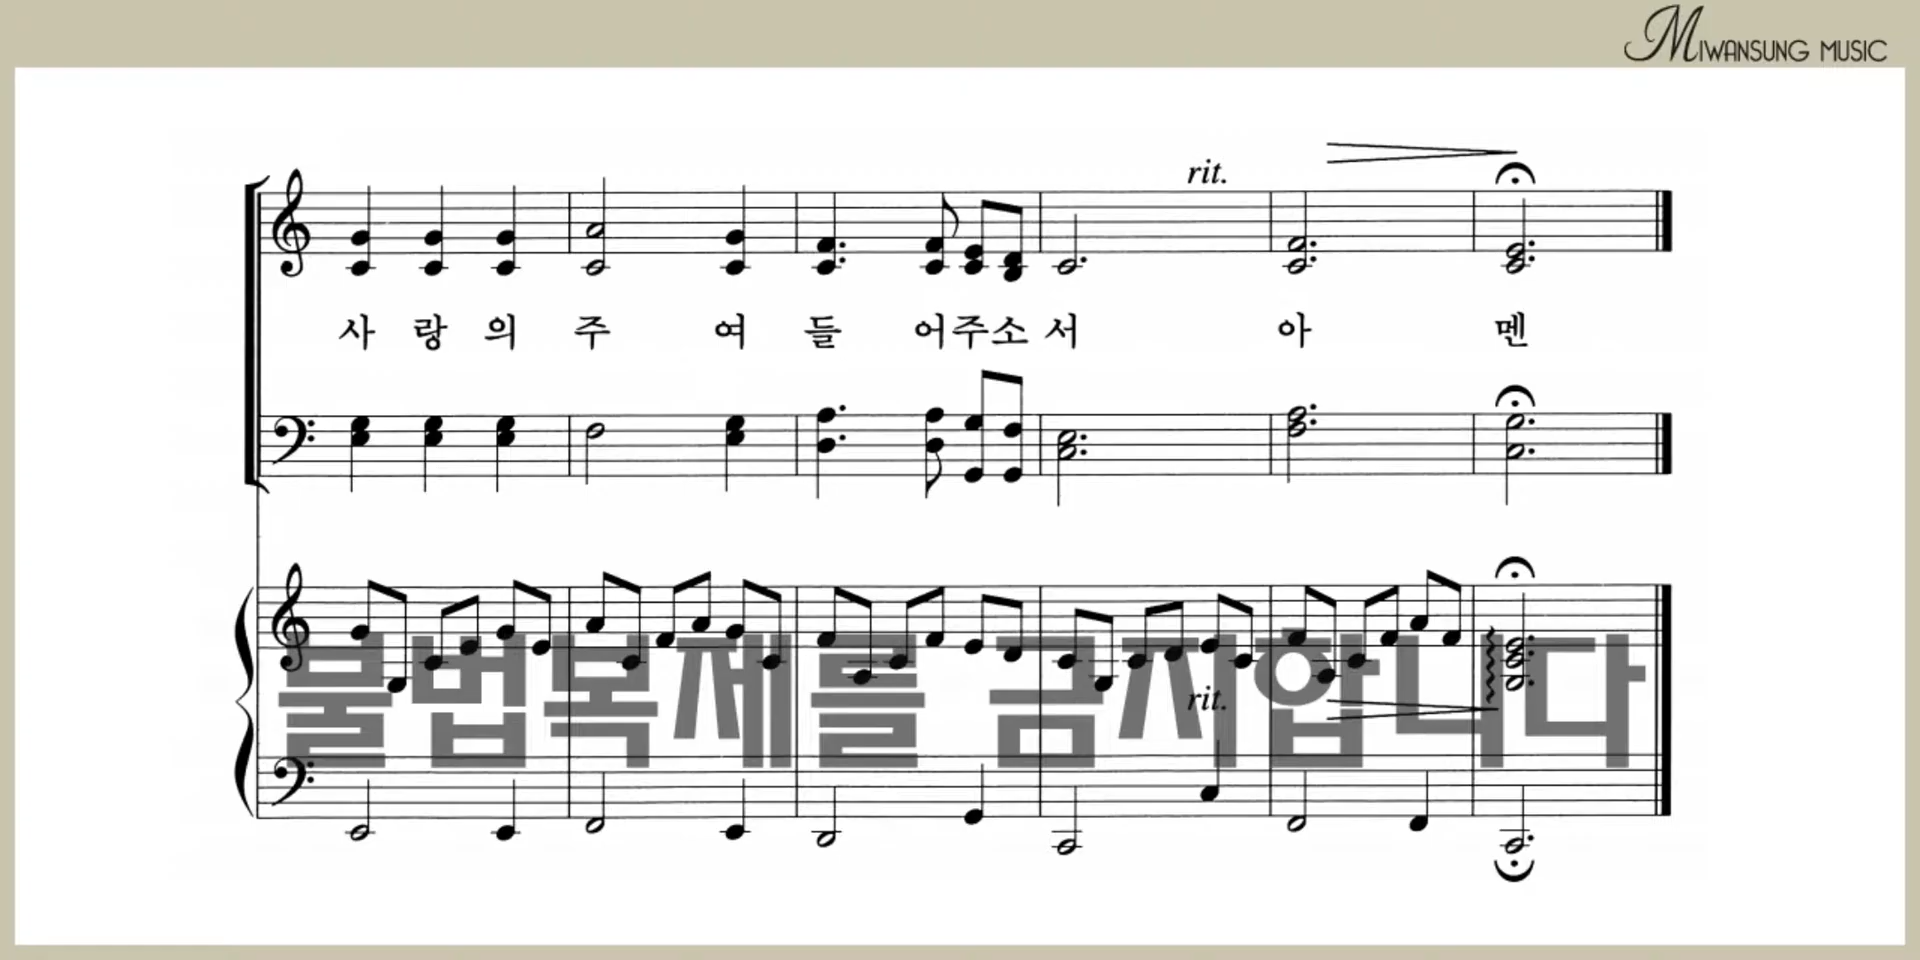 MIWANSUNG MUSIC
rit.
사 랑 의 주 여 들 어 주 소 서 아 멘
불법복제를 금지합니다
rit.